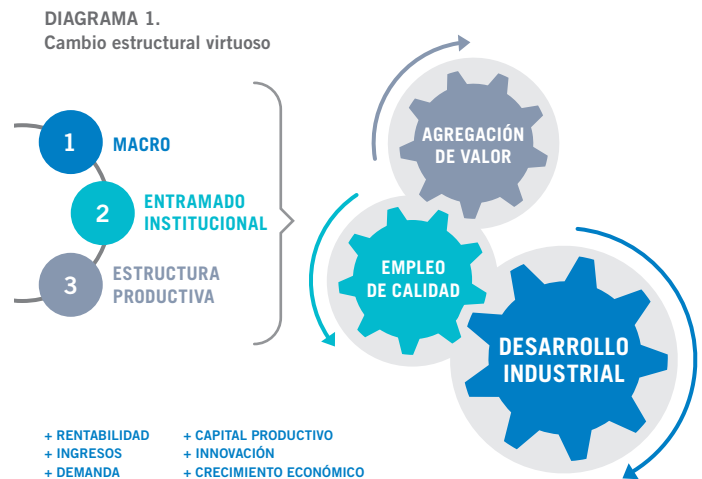 DIAGRAMA 1.
Cambio estructural virtuoso
1
MACRO
2
ENTRAMADO
INSTITUCIONAL
3
ESTRUCTURA
PRODUCTIVA
AGREGACIÓN
DE VALOR
EMPLEO
DE CALIDAD
DESARROLLO
INDUSTRIAL
+ RENTABILIDAD
+ INGRESOS
+ DEMANDA
+ CAPITAL PRODUCTIVO
+ INNOVACIÓN
+ CRECIMIENTO ECONÓMICO